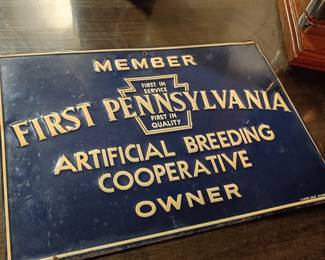 MEMBER
FIRST IN
SERVICE
FIRST PENNSYLVANIA
FIRST IN
QUALITY
ARTIFICIAL BREEDING
COOPERATIVE
OWNER